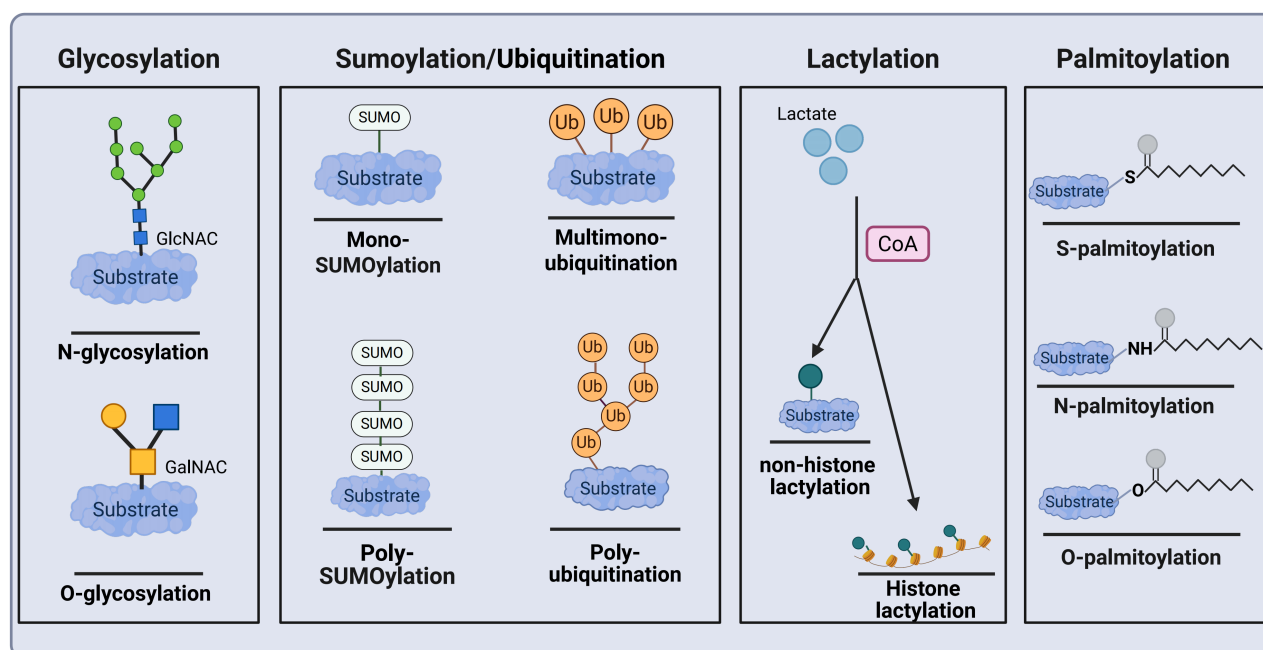 Glycosylation
GlcNAC
Substrate
N-glycosylation
GalNAC
Substrate
O-glycosylation
Sumoylation/Ubiquitination
SUMO
Substrate
Mono-
SUMOylation
Ub Ub Ub
Substrate
Multimono-
ubiquitination
SUMO
SUMO
SUMO
SUMO
Substrate
Poly-
SUMOylation
Ub Ub
Ub Ub
Ub
Ub
Substrate
Poly-
ubiquitination
Lactylation
Lactate
CoA
Substrate
non-histone
lactylation
Histone
lactylation
Palmitoylation
Substrate S
S-palmitoylation
Substrate NH
N-palmitoylation
Substrate O
O-palmitoylation